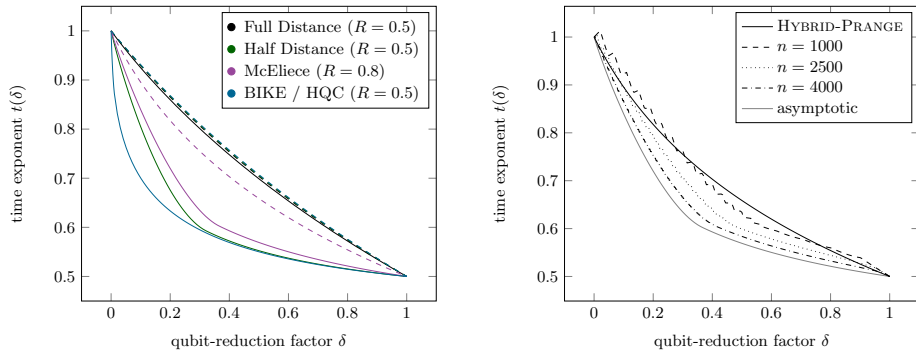 Full Distance (R = 0.5)
Half Distance (R = 0.5)
McEliece (R = 0.8)
BIKE / HQC (R = 0.5)
1
0.9
0.8
0.7
0.6
0.5
time exponent t(δ)
0 0.2 0.4 0.6 0.8 1
qubit-reduction factor δ
HYBRID-PRANGE
n = 1000
n = 2500
n = 4000
asymptotic
1
0.9
0.8
0.7
0.6
0.5
time exponent t(δ)
0 0.2 0.4 0.6 0.8 1
qubit-reduction factor δ